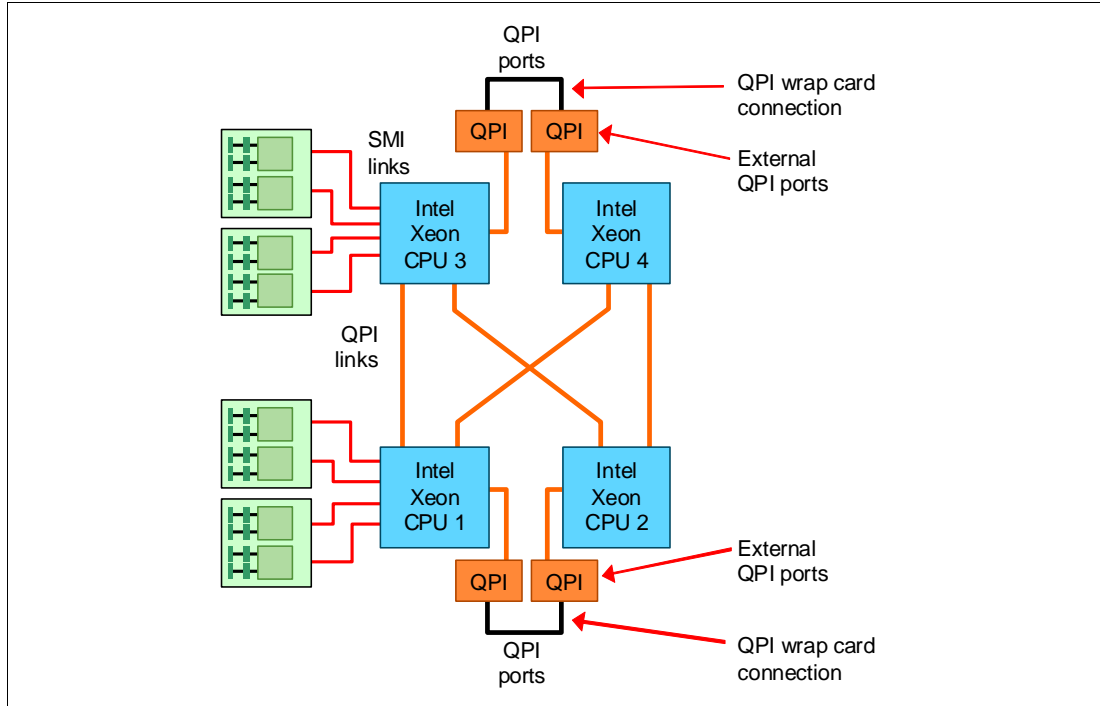 QPI
ports
QPI wrap card
connection
QPI
QPI
External
QPI ports
SMI
links
Intel
Xeon
CPU 3
Intel
Xeon
CPU 4
QPI
links
Intel
Xeon
CPU 1
Intel
Xeon
CPU 2
External
QPI ports
QPI
QPI
QPI
ports
QPI wrap card
connection